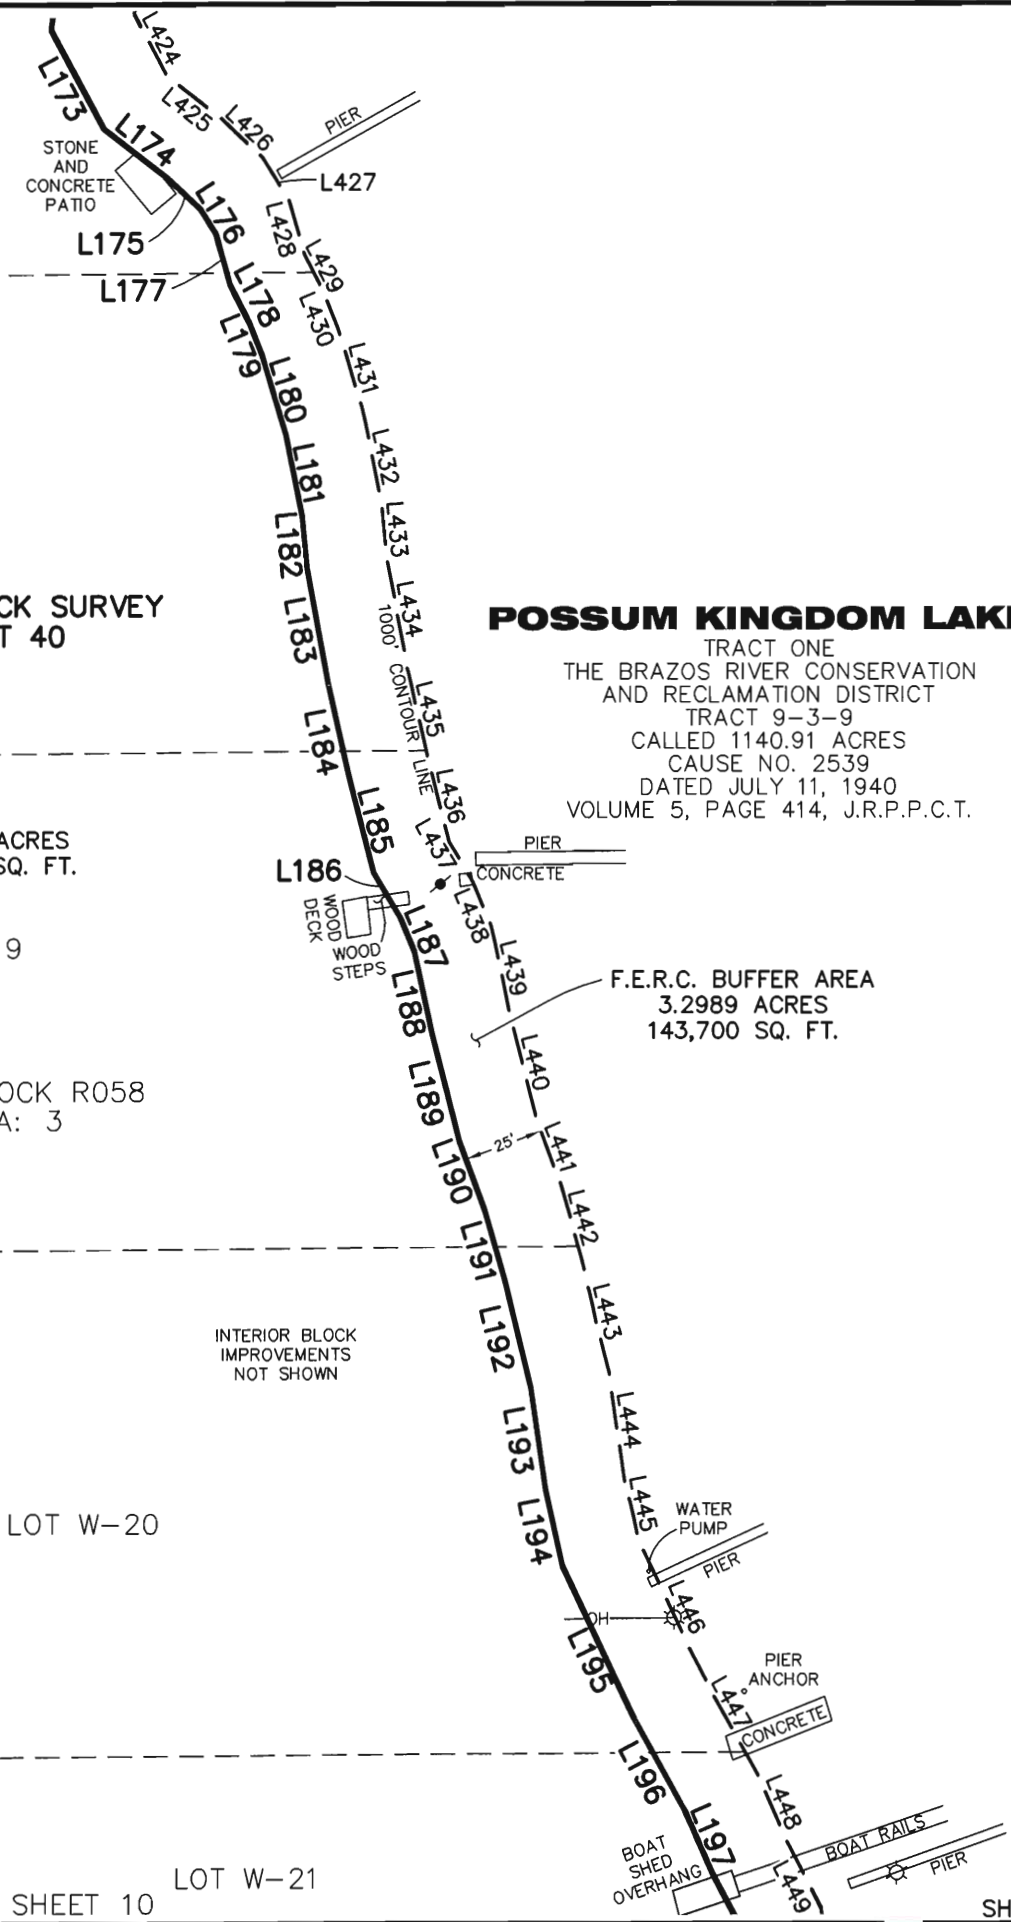 L424
L173
L425
L426
PIER
L174
STONE
AND
CONCRETE
PATIO
L427
L176
L428
L175
L429
L177
L178
L430
L179
L431
L180
L432
L181
L433
L182
L434
1000' CONTOUR LINE
CK SURVEY
T 40
L183
POSSUM KINGDOM LAK
TRACT ONE
THE BRAZOS RIVER CONSERVATION
AND RECLAMATION DISTRICT
TRACT 9-3-9
CALLED 1140.91 ACRES
CAUSE NO. 2539
DATED JULY 11, 1940
VOLUME 5, PAGE 414, J.R.P.P.C.T.
L435
L184
L436
L185
ACRES
SQ. FT.
L437
PIER
CONCRETE
L186
L438
WOOD
DECK
WOOD
STEPS
L187
9
L439
L188
F.E.R.C. BUFFER AREA
3.2989 ACRES
143,700 SQ. FT.
L440
L189
OCK R058
A: 3
25'
L441
L190
L442
L191
L443
L192
INTERIOR BLOCK
IMPROVEMENTS
NOT SHOWN
L444
L193
L445
LOT W-20
L194
WATER
PUMP
PIER
L446
OH
L195
PIER
ANCHOR
L447
CONCRETE
L196
L448
L197
BOAT RAILS
BOAT
SHED
OVERHANG
PIER
L449
LOT W-21
SHEET 10
SH